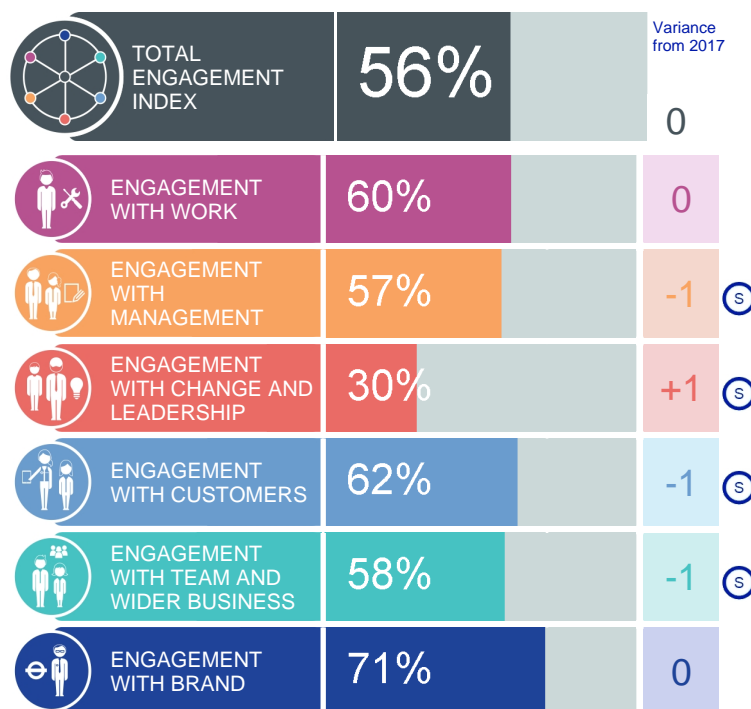 Variance
from 2017
TOTAL
ENGAGEMENT
INDEX
56%
0
ENGAGEMENT
WITH WORK
60%
0
ENGAGEMENT
WITH
MANAGEMENT
57%
-1
S
ENGAGEMENT
WITH CHANGE AND
LEADERSHIP
30%
+1
S
ENGAGEMENT
WITH CUSTOMERS
62%
-1
S
ENGAGEMENT
WITH TEAM AND
WIDER BUSINESS
58%
-1
S
ENGAGEMENT
WITH BRAND
71%
0